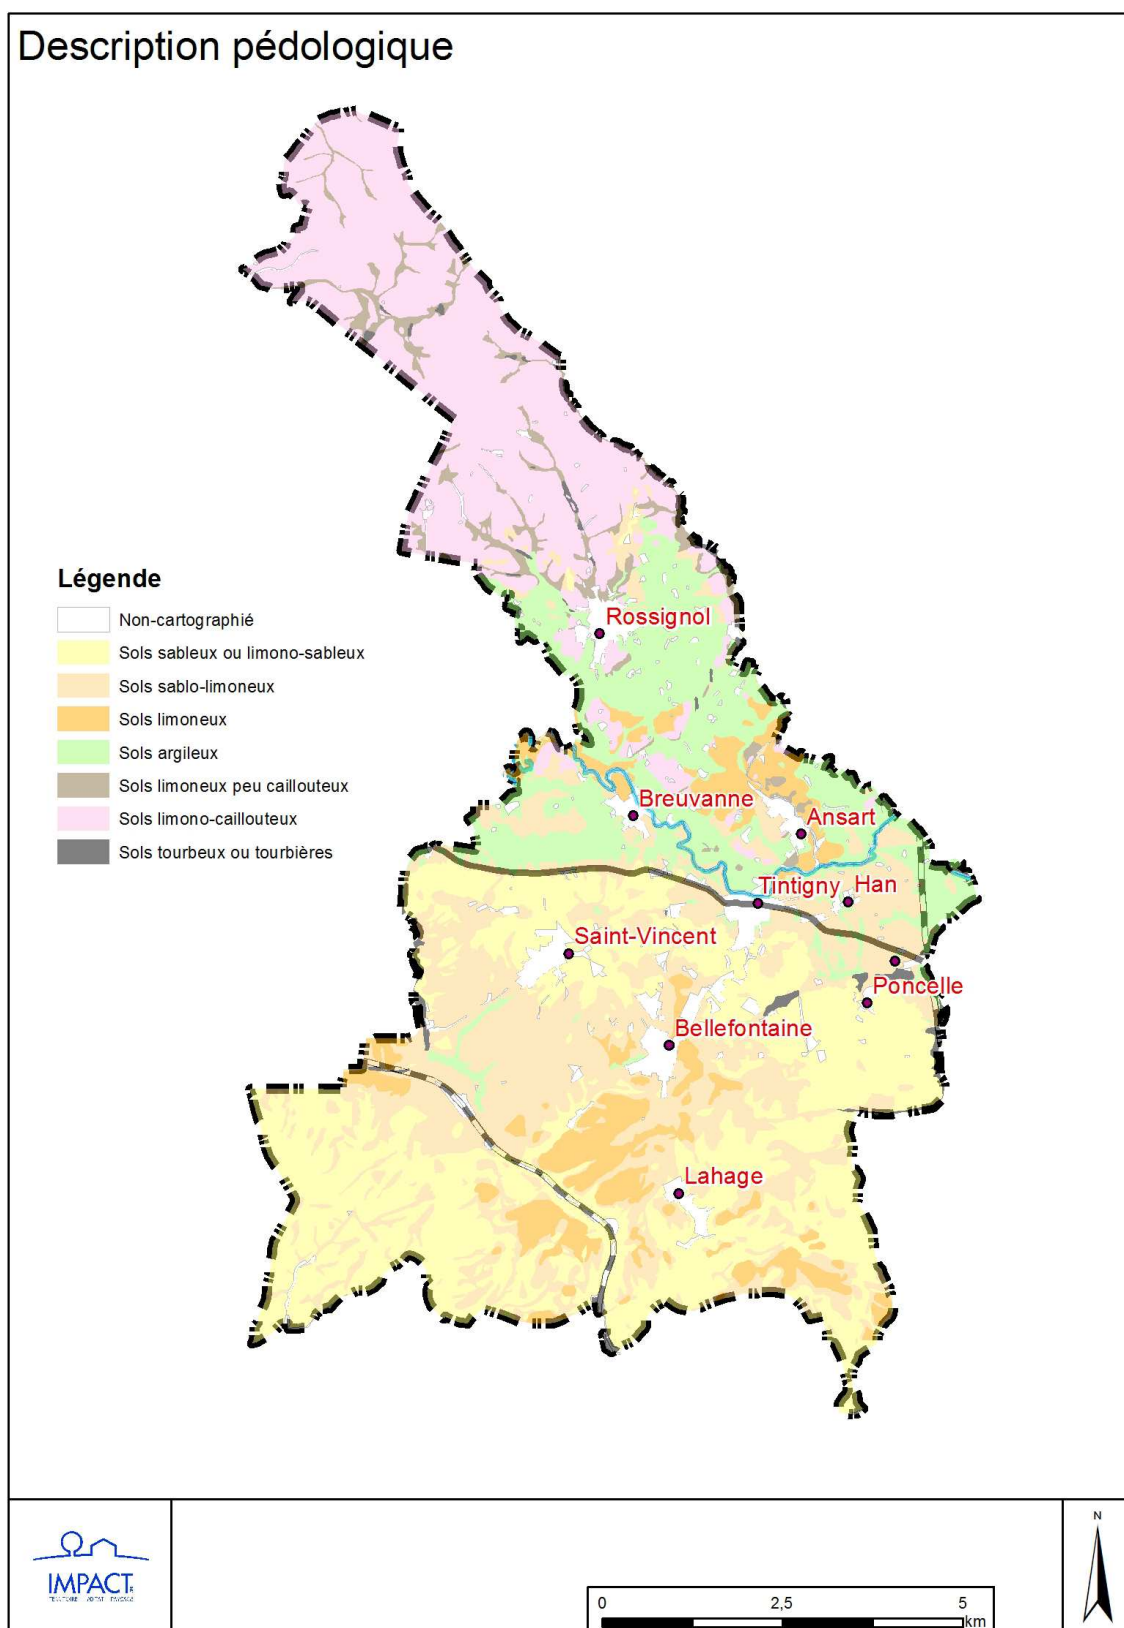 Description pédologique
Légende
Non-cartographié
Sols sableux ou limono-sableux
Sols sablo-limoneux
Sols limoneux
Sols argileux
Sols limoneux peu caillouteux
Sols limono-caillouteux
Sols tourbeux ou tourbières
Rossignol
Breuvanne
Ansart
Tintigny
Han
Saint-Vincent
Poncelle
Bellefontaine
Lahage
IMPACT
N
0 2,5 5
km